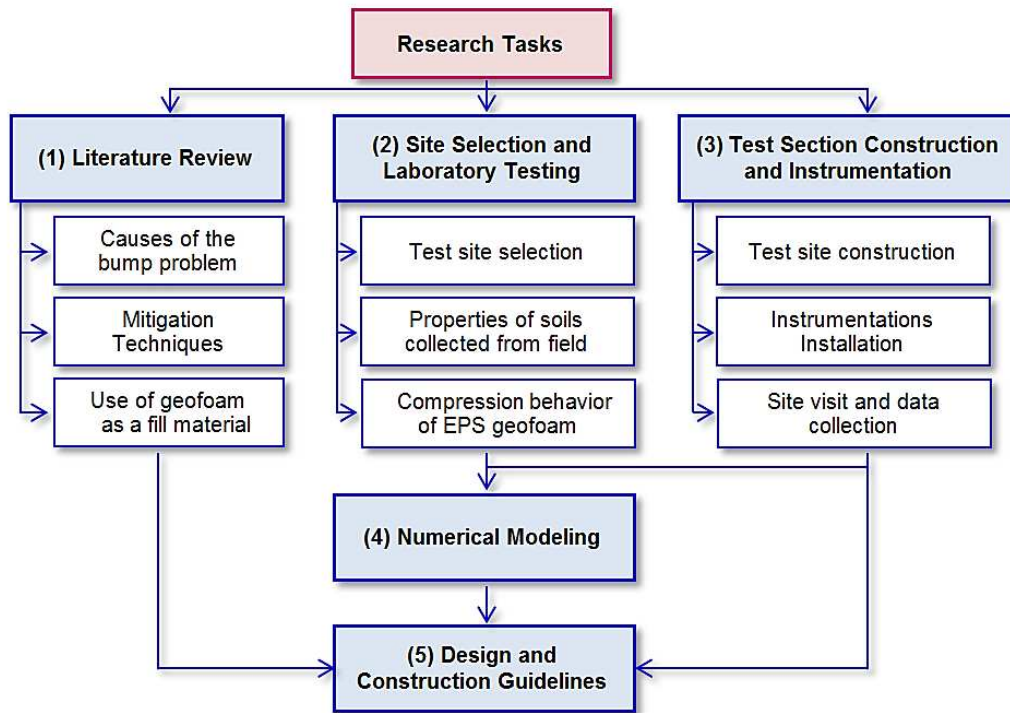 Research Tasks
(1) Literature Review
Causes of the
bump problem
Mitigation
Techniques
Use of geofoam
as a fill material
(2) Site Selection and
Laboratory Testing
Test site selection
Properties of soils
collected from field
Compression behavior
of EPS geofoam
(3) Test Section Construction
and Instrumentation
Test site construction
Instrumentations
Installation
Site visit and data
collection
(4) Numerical Modeling
(5) Design and
Construction Guidelines